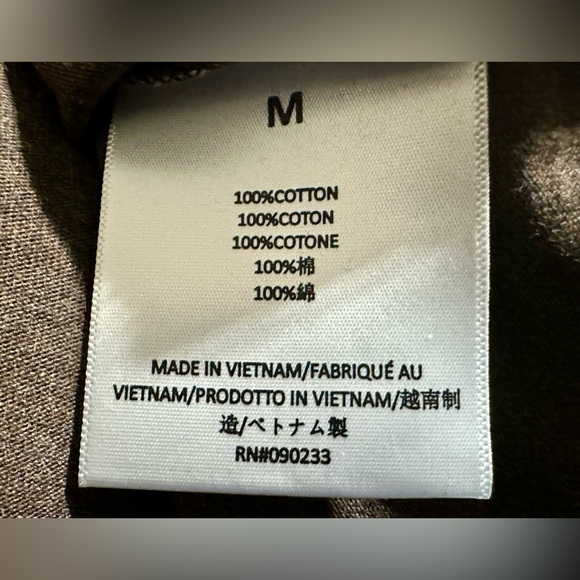 M
100%COTTON
100%COTON
100%COTONE
100%棉
100%綿
MADE IN VIETNAM/FABRIQUÉ AU
VIETNAM/PRODOTTO IN VIETNAM/越南制
造/ベトナム製
RN#090233